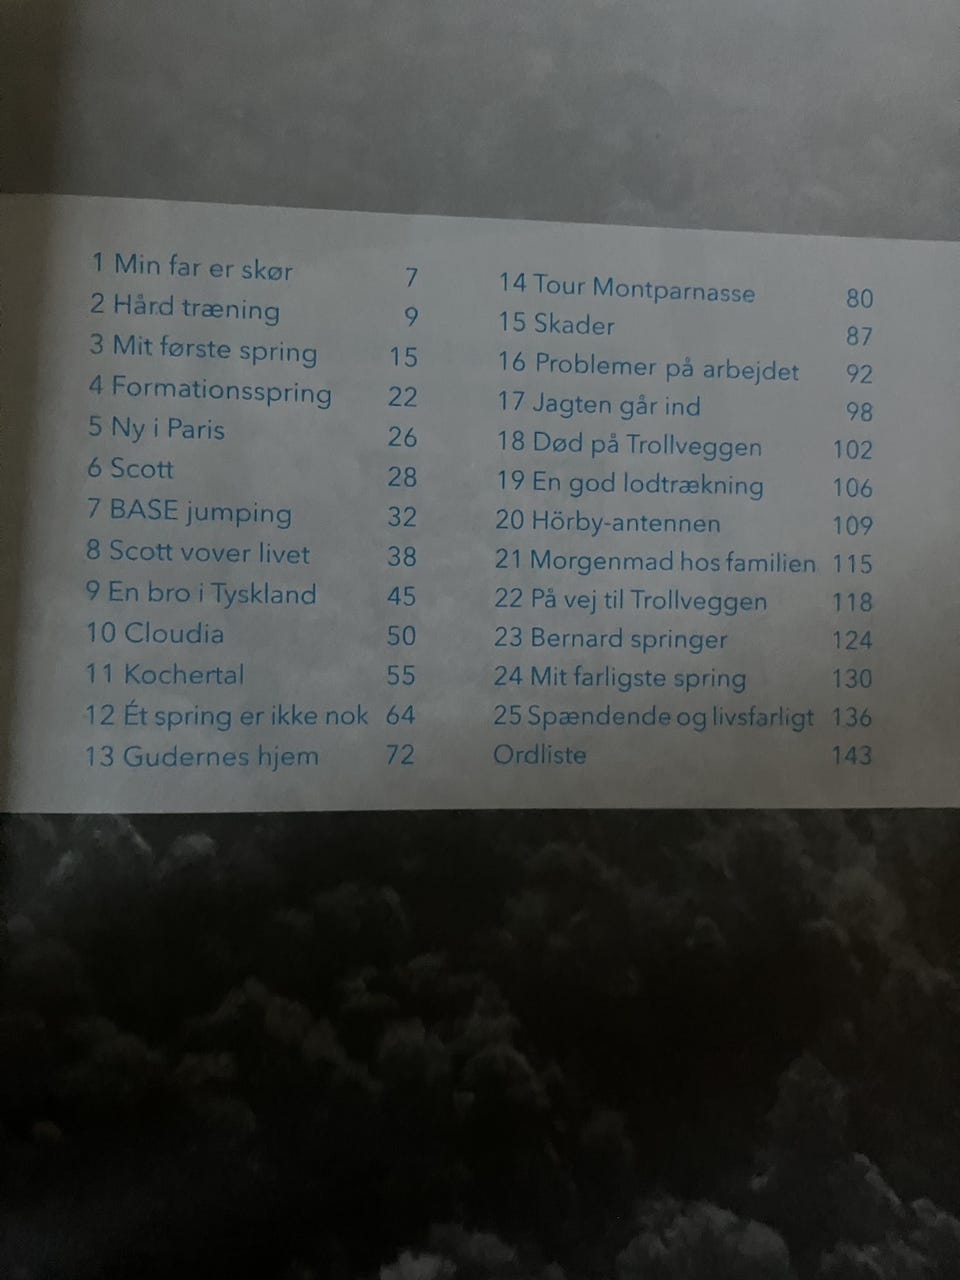 1 Min far er skør 7
2 Hård træning 9
3 Mit første spring 15
4 Formationsspring 22
5 Ny i Paris 26
6 Scott 28
7 BASE jumping 32
8 Scott vover livet 38
9 En bro i Tyskland 45
10 Cloudia 50
11 Kochertal 55
12 Ét spring er ikke nok 64
13 Gudernes hjem 72
14 Tour Montparnasse 80
15 Skader 87
16 Problemer på arbejdet 92
17 Jagten går ind 98
18 Død på Trollveggen 102
19 En god lodtrækning 106
20 Hörby-antennen 109
21 Morgenmad hos familien 115
22 På vej til Trollveggen 118
23 Bernard springer 124
24 Mit farligste spring 130
25 Spændende og livsfarligt 136
Ordliste 143